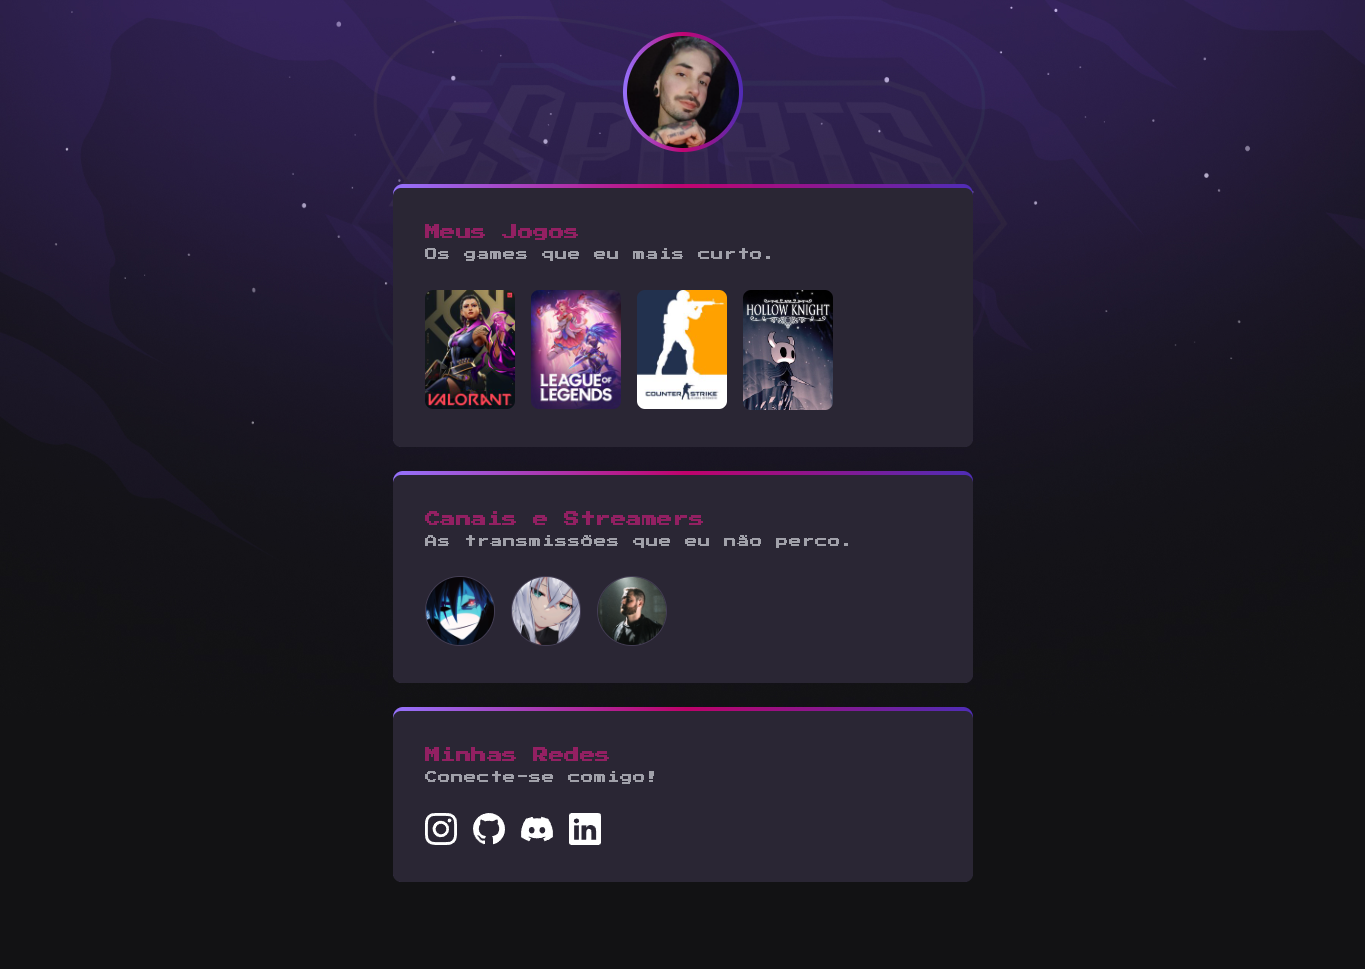 ESPORTS
Meus Jogos
Os games que eu mais curto.
VALORANT
LEAGUE OF
LEGENDS
COUNTER STRIKE
HOLLOW KNIGHT
Canais e Streamers
As transmissões que eu não perco.
Minhas Redes
Conecte-se comigo!
in